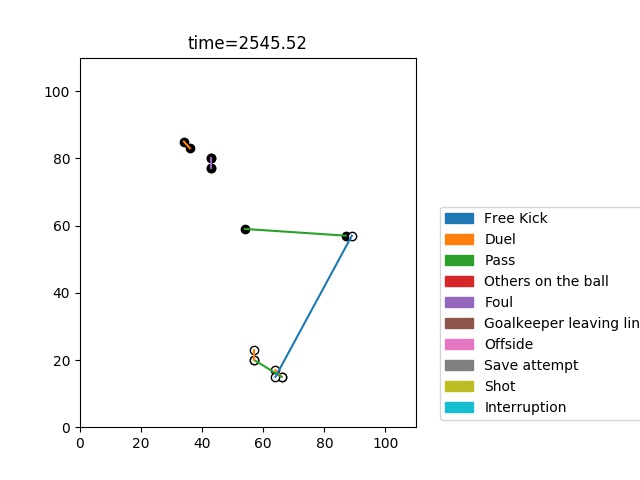 time=2545.52
100
80
60
40
20
0
0 20 40 60 80 100
Free Kick
Duel
Pass
Others on the ball
Foul
Goalkeeper leaving lin
Offside
Save attempt
Shot
Interruption